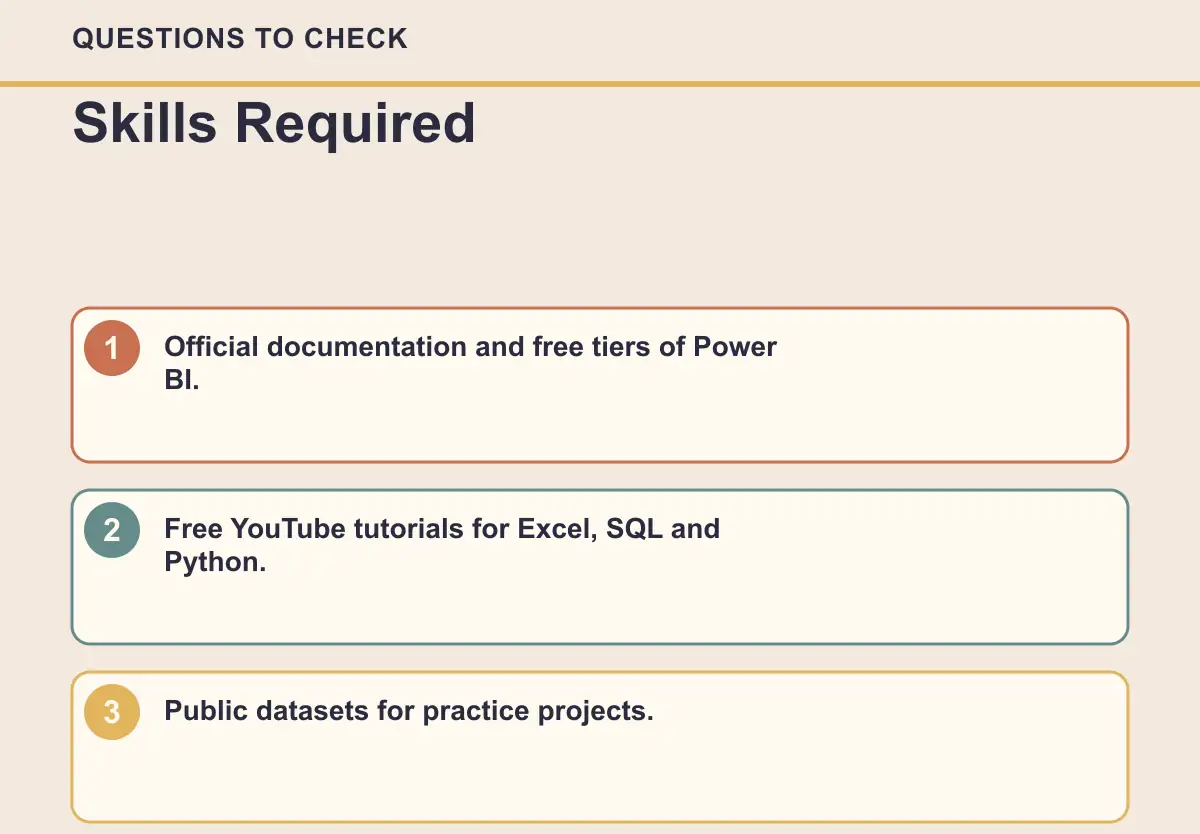 QUESTIONS TO CHECK
Skills Required
1
Official documentation and free tiers of Power
BI.
2
Free YouTube tutorials for Excel, SQL and
Python.
3
Public datasets for practice projects.